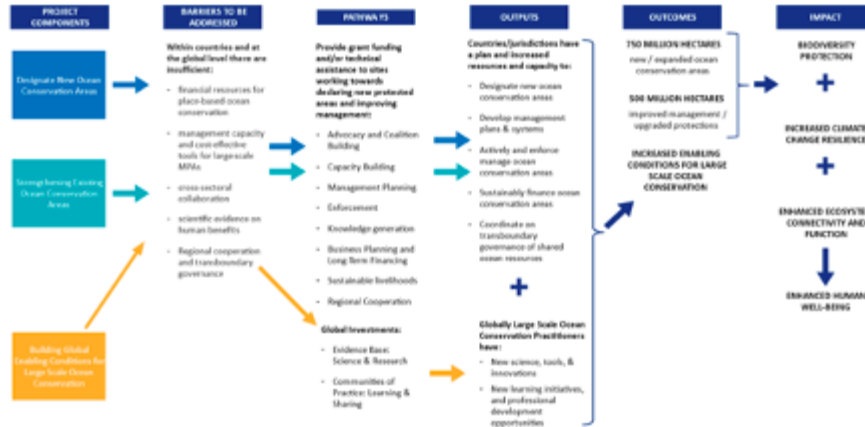 PROJECT
COMPONENTS
Designate New Ocean
Conservation Areas
Strengthening Existing
Ocean Conservation
Areas
Building Global
Enabling Conditions for
Large Scale Ocean
Conservation
BARRIERS TO BE
ADDRESSED
Within countries and at
the global level there are
insufficient:
• financial resources for
place-based ocean
conservation
• management capacity
and cost-effective
tools for large-scale
MPAs
• cross-sectoral
collaboration
• scientific evidence on
human benefits
• Regional cooperation
and transboundary
governance
PATHWAYS
Provide grant funding
and/or technical
assistance to sites
working towards
declaring new protected
areas and improving
management:
• Advocacy and Coalition
Building
• Capacity Building
• Management Planning
• Enforcement
• Knowledge generation
• Business Planning and
Long Term Financing
• Sustainable livelihoods
• Regional Cooperation
Global Investments:
• Evidence Base:
Science & Research
• Communities of
Practice: Learning &
Sharing
OUTPUTS
Countries/jurisdictions have
a plan and increased
resources and capacity to:
• Designate new ocean
conservation areas
• Develop management
plans & systems
• Actively and enforce
manage ocean
conservation areas
• Sustainably finance ocean
conservation areas
• Coordinate on
transboundary
governance of shared
ocean resources
+
Globally Large Scale Ocean
Conservation Practitioners
have:
• New science, tools, &
innovations
• New learning initiatives,
and professional
development
opportunities
OUTCOMES
750 MILLION HECTARES
new / expanded ocean
conservation areas
500 MILLION HECTARES
improved management /
upgraded protections
INCREASED ENABLING
CONDITIONS FOR LARGE
SCALE OCEAN
CONSERVATION
IMPACT
BIODIVERSITY
PROTECTION
+
INCREASED CLIMATE
CHANGE RESILIENCE
+
ENHANCED ECOSYSTEM
CONNECTIVITY AND
FUNCTION
ENHANCED HUMAN
WELL-BEING